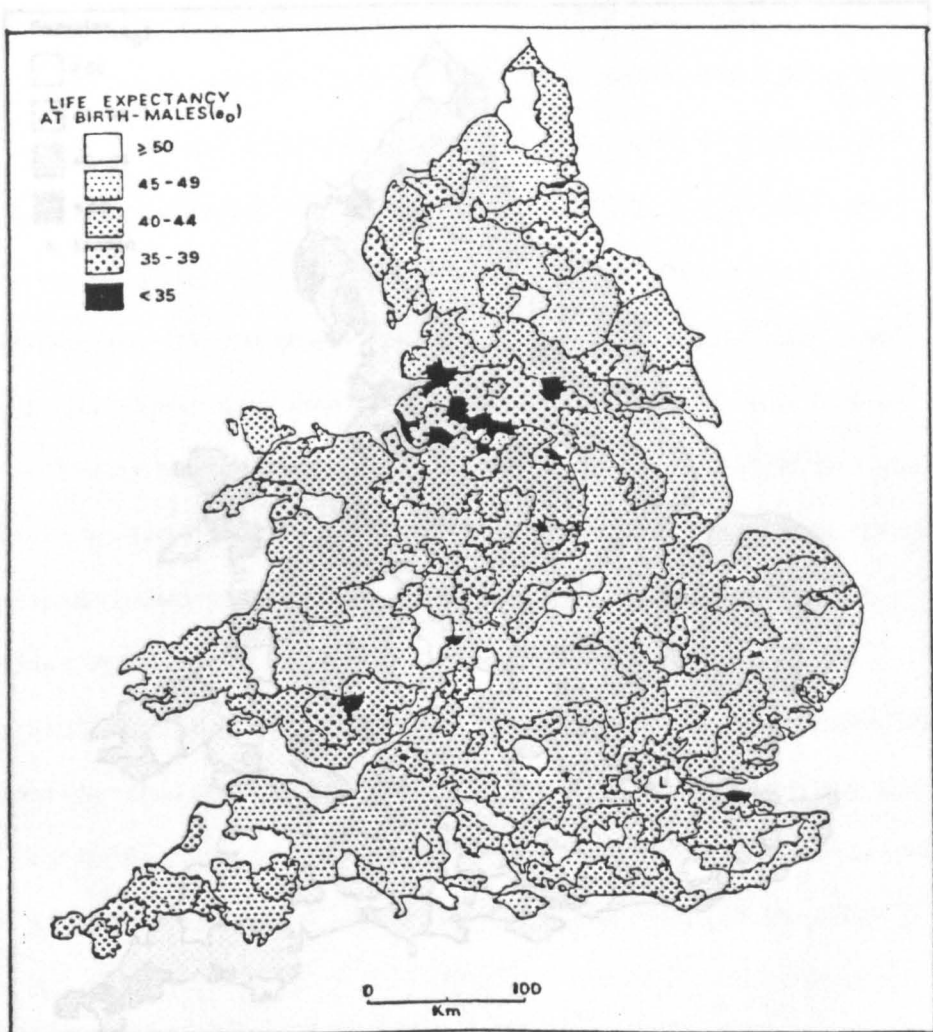 LIFE EXPECTANCY
AT BIRTH-MALES(e₀)
≥ 50
45-49
40-44
35-39
< 35
L
0 100
Km